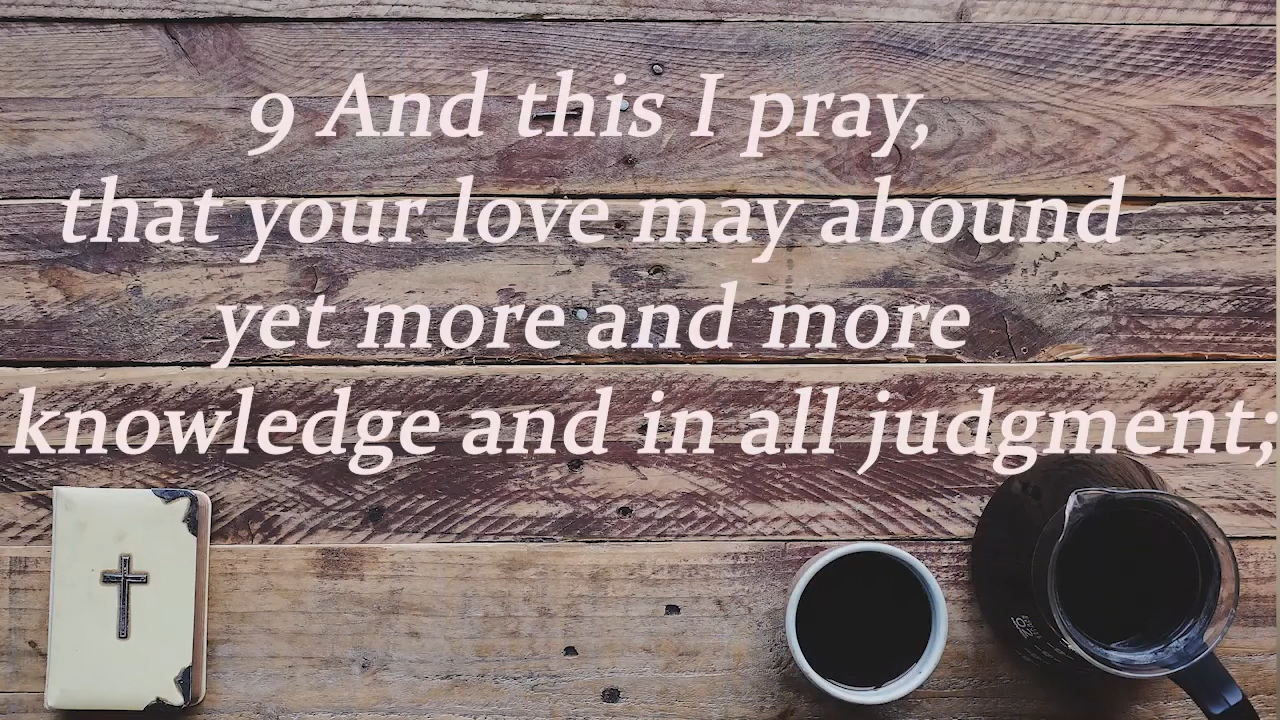 9 And this I pray,
that your love may abound
yet more and more
knowledge and in all judgment;